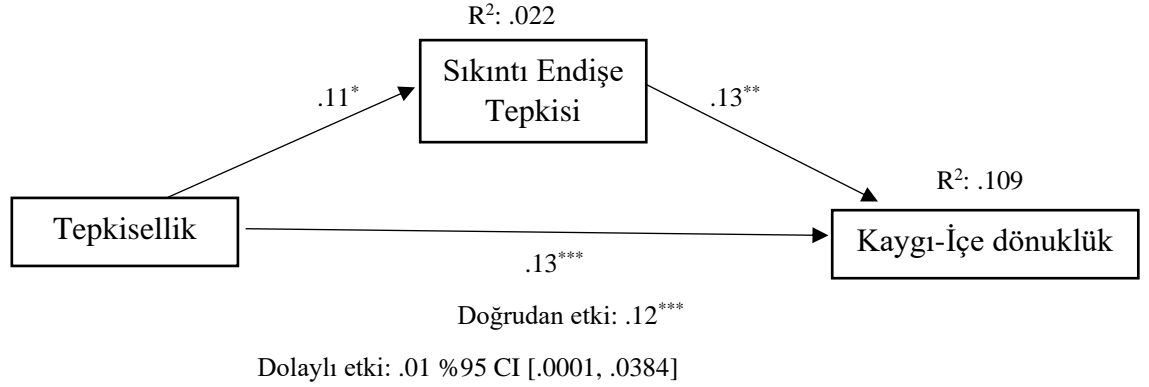 R²: .022
Sıkıntı Endişe
Tepkisi
.11*
.13**
R²: .109
Tepkisellik
Kaygı-İçe dönuklük
.13***
Doğrudan etki: .12***
Dolaylı etki: .01 %95 CI [.0001, .0384]